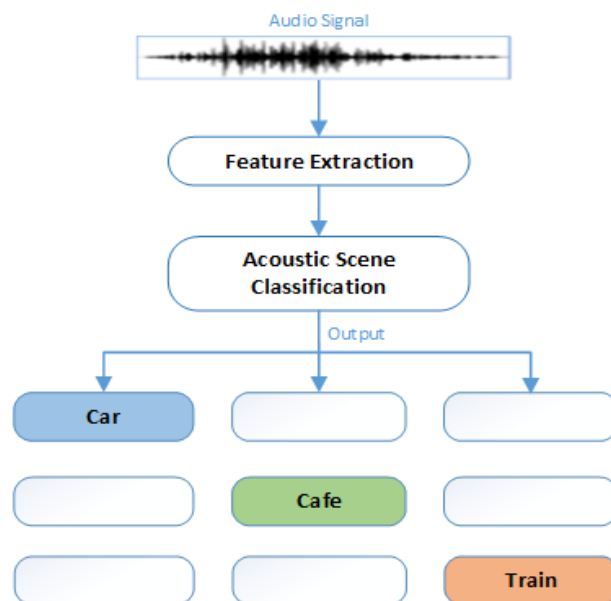 Audio Signal
Feature Extraction
Acoustic Scene
Classification
Output
Car
Cafe
Train